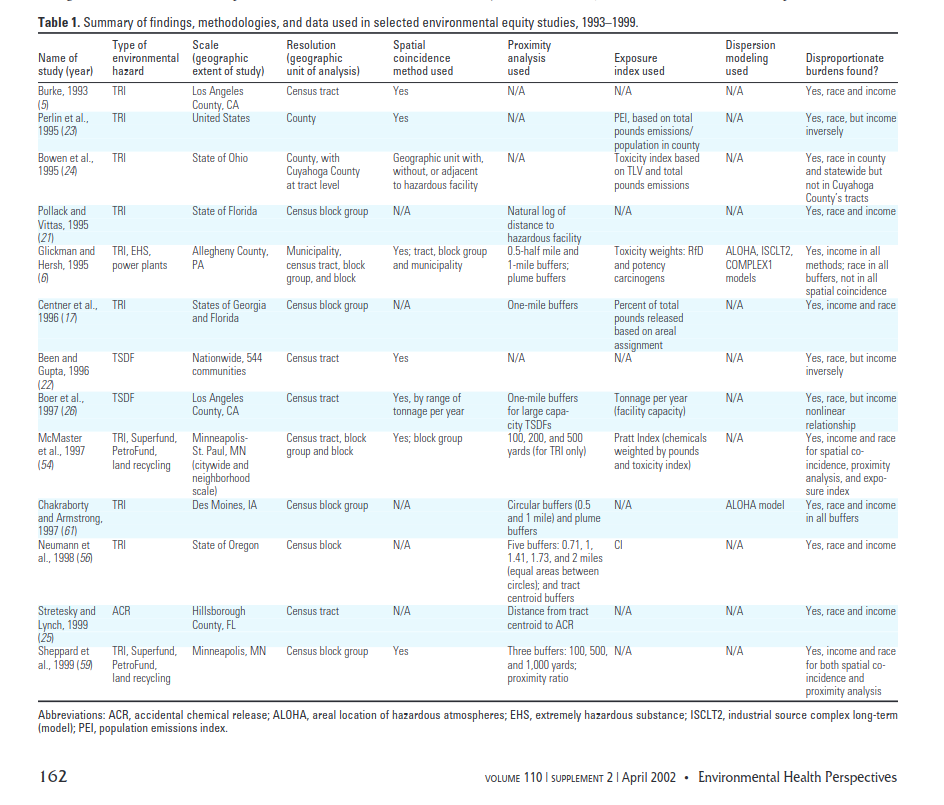 Table 1. Summary of findings, methodologies, and data used in selected environmental equity studies, 1993–1999.
Type of Scale Resolution Spatial Proximity Dispersion
Name of environmental (geographic (geographic coincidence analysis Exposure modeling Disproportionate
study (year) hazard extent of study) unit of analysis) method used used index used used burdens found?
Burke, 1993 TRI Los Angeles Census tract Yes N/A N/A N/A Yes, race and income
(5) County, CA
Perlin et al., TRI United States County Yes N/A PEI, based on total N/A Yes, race, but income
1995 (23) pounds emissions/ inversely
population in county
Bowen et al., TRI State of Ohio County, with Geographic unit with, N/A Toxicity index based N/A Yes, race in county
1995 (24) Cuyahoga County without, or adjacent on TLV and total and statewide but
at tract level to hazardous facility pounds emissions not in Cuyahoga
County's tracts
Pollack and TRI State of Florida Census block group N/A Natural log of N/A N/A Yes, race and income
Vittas, 1995 distance to
(21) hazardous facility
Glickman and TRI, EHS, Allegheny County, Municipality, Yes; tract, block group 0.5-half mile and Toxicity weights: RfD ALOHA, ISCLT2, Yes, income in all
Hersh, 1995 power plants PA census tract, block and municipality 1-mile buffers; and potency COMPLEX1 methods; race in all
(6) group, and block plume buffers carcinogens models buffers, not in all
spatial coincidence
Centner et al., TRI States of Georgia Census block group N/A One-mile buffers Percent of total N/A Yes, income and race
1996 (17) and Florida pounds released
based on areal
assignment
Been and TSDF Nationwide, 544 Census tract Yes N/A N/A N/A Yes, race, but income
Gupta, 1996 communities inversely
(22)
Boer et al., TSDF Los Angeles Census tract Yes, by range of One-mile buffers Tonnage per year N/A Yes, race, but income
1997 (26) County, CA tonnage per year for large capa- (facility capacity) nonlinear
city TSDFs relationship
McMaster TRI, Superfund, Minneapolis- Census tract, block Yes; block group 100, 200, and 500 Pratt Index (chemicals N/A Yes, income and race
et al., 1997 PetroFund, St. Paul, MN group and block yards (for TRI only) weighted by pounds for spatial co-
(54) land recycling (citywide and and toxicity index) incidence, proximity
neighborhood analysis, and expo-
scale) sure index
Chakraborty TRI Des Moines, IA Census block group N/A Circular buffers (0.5 N/A ALOHA model Yes, race and income
and Armstrong, and 1 mile) and plume in all buffers
1997 (61) buffers
Neumann et TRI State of Oregon Census block N/A Five buffers: 0.71, 1, CI N/A Yes, race and income
al., 1998 (56) 1.41, 1.73, and 2 miles
(equal areas between
circles); and tract
centroid buffers
Stretesky and ACR Hillsborough Census tract N/A Distance from tract N/A N/A Yes, race and income
Lynch, 1999 County, FL centroid to ACR
(25)
Sheppard et TRI, Superfund, Minneapolis, MN Census block group Yes Three buffers: 100, 500, N/A N/A Yes, income and race
al., 1999 (59) PetroFund, and 1,000 yards; for both spatial co-
land recycling proximity ratio incidence and
proximity analysis
Abbreviations: ACR, accidental chemical release; ALOHA, areal location of hazardous atmospheres; EHS, extremely hazardous substance; ISCLT2, industrial source complex long-term
(model); PEI, population emissions index.
162 VOLUME 110 | SUPPLEMENT 2 | April 2002 • Environmental Health Perspectives